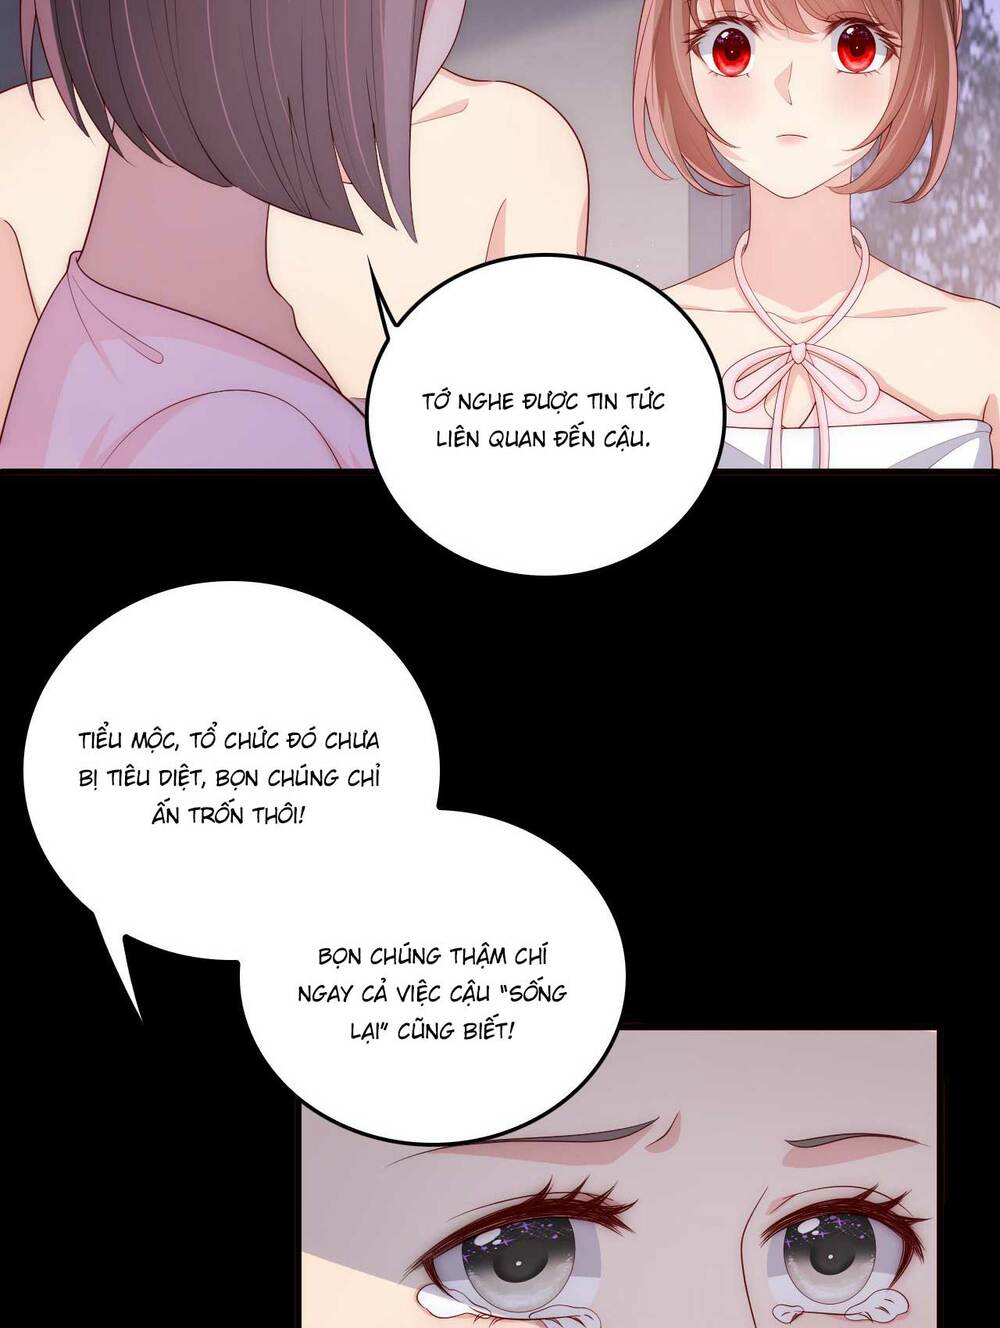 TỚ NGHE ĐƯỢC TIN TỨC
LIÊN QUAN ĐẾN CẬU.
TIỂU MỘC, TỔ CHỨC ĐÓ CHƯA
BỊ TIÊU DIỆT, BỌN CHÚNG CHỈ
ẨN TRỐN THÔI!
BỌN CHÚNG THẬM CHÍ
NGAY CẢ VIỆC CẬU “SỐNG
LẠI” CŨNG BIẾT!